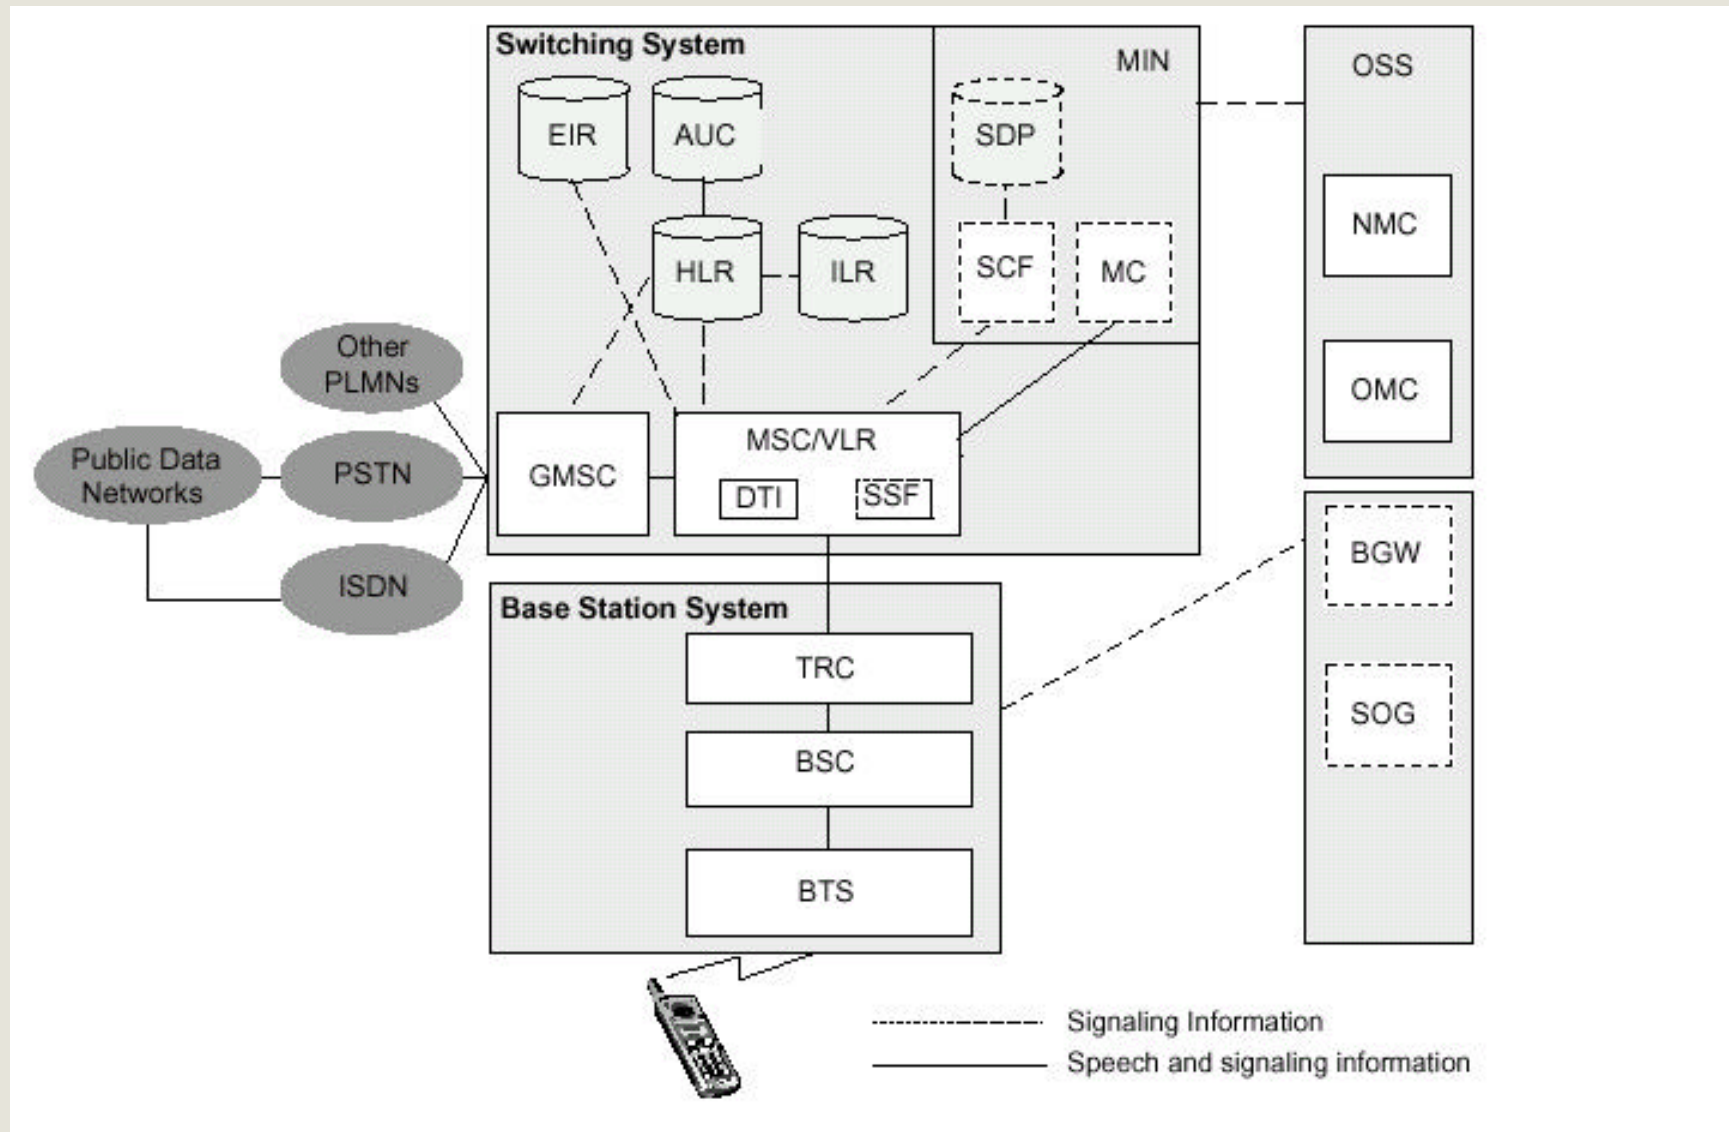 Switching System
MIN
OSS
EIR
AUC
SDP
NMC
HLR
ILR
SCF
MC
Other
PLMNs
OMC
Public Data
Networks
PSTN
GMSC
MSC/VLR
DTI
SSF
BGW
ISDN
Base Station System
TRC
SOG
BSC
BTS
Signaling Information
Speech and signaling information